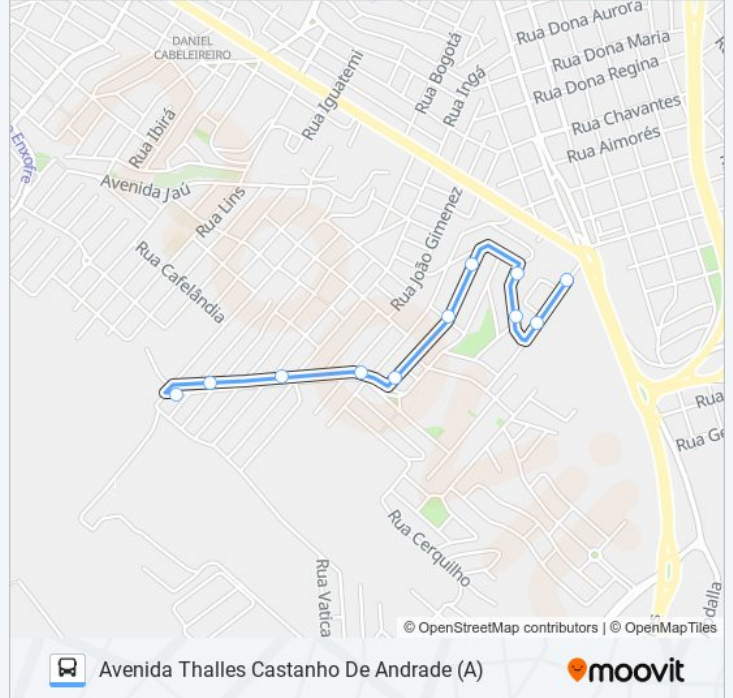 Rua Dona Aurora
DANIEL
CABELEIREIRO
Rua Dona Maria
Rua Bogotá
Rua Iguatemi
Rua Dona Regina
Rua Inga
Rua Chavantes
Rua Ibirá
Rua Aimorés
Enxofre
Avenida Jaú
Rua Lins
Rua João Gimenez
Rua Cafelândia
Rua
Rua Ge
Rua Cerquilho
Rua Vatica
odalla
© OpenStreetMap contributors | © OpenMapTiles
Avenida Thalles Castanho De Andrade (A)
moovit